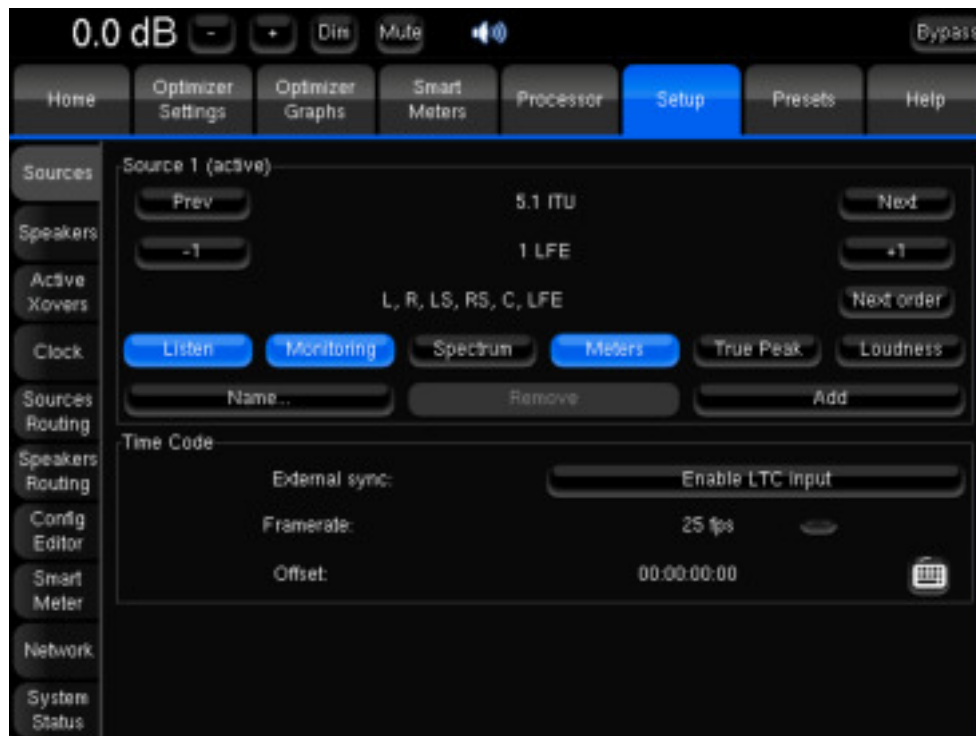 0.0 dB - + Dim Mute Bypass
Home
Optimizer
Settings
Optimizer
Graphs
Smart
Meters
Processor
Setup
Presets
Help
Sources
Speakers
Active
Xovers
Clock
Sources
Routing
Speakers
Routing
Config
Editor
Smart
Meter
Network
System
Status
Source 1 (active)
Prev 5.1 ITU Next
-1 1 LFE +1
L, R, LS, RS, C, LFE Next order
Listen Monitoring Spectrum Meters True Peak Loudness
Name... Remove Add
Time Code
External sync: Enable LTC input
Framerate: 25 fps
Offset: 00:00:00:00